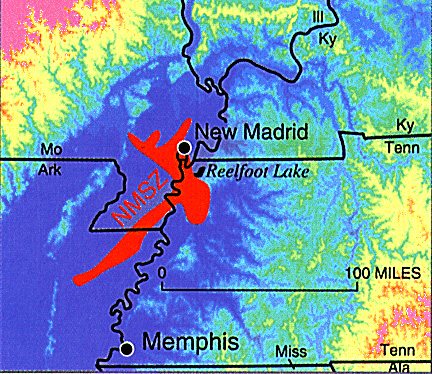 Ill
Ky
New Madrid
Ky
Tenn
Mo
Ark
Reelfoot Lake
NMSZ
0 100 MILES
Memphis
Miss
Tenn
Ala